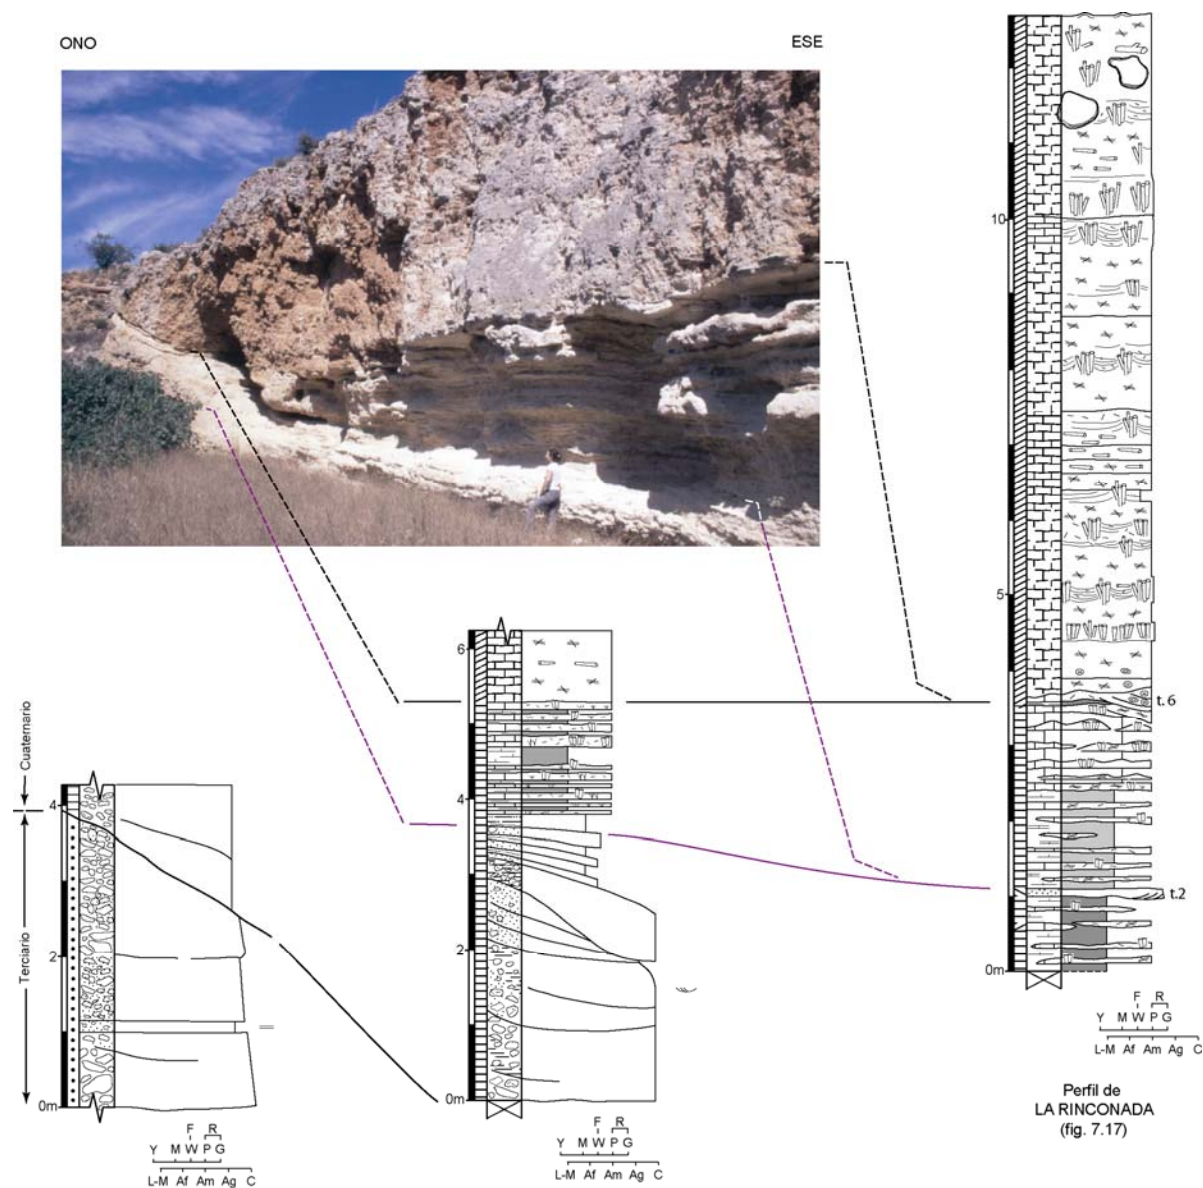 ONO
ESE
10
5
t.6
t.2
0m
6
4
2
0m
Cuaternario
Terciario
4
2
0m
F R
Y M W P G
L-M Af Am Ag C
F R
Y M W P G
L-M Af Am Ag C
F R
Y M W P G
L-M Af Am Ag C
Perfil de
LA RINCONADA
(fig. 7.17)